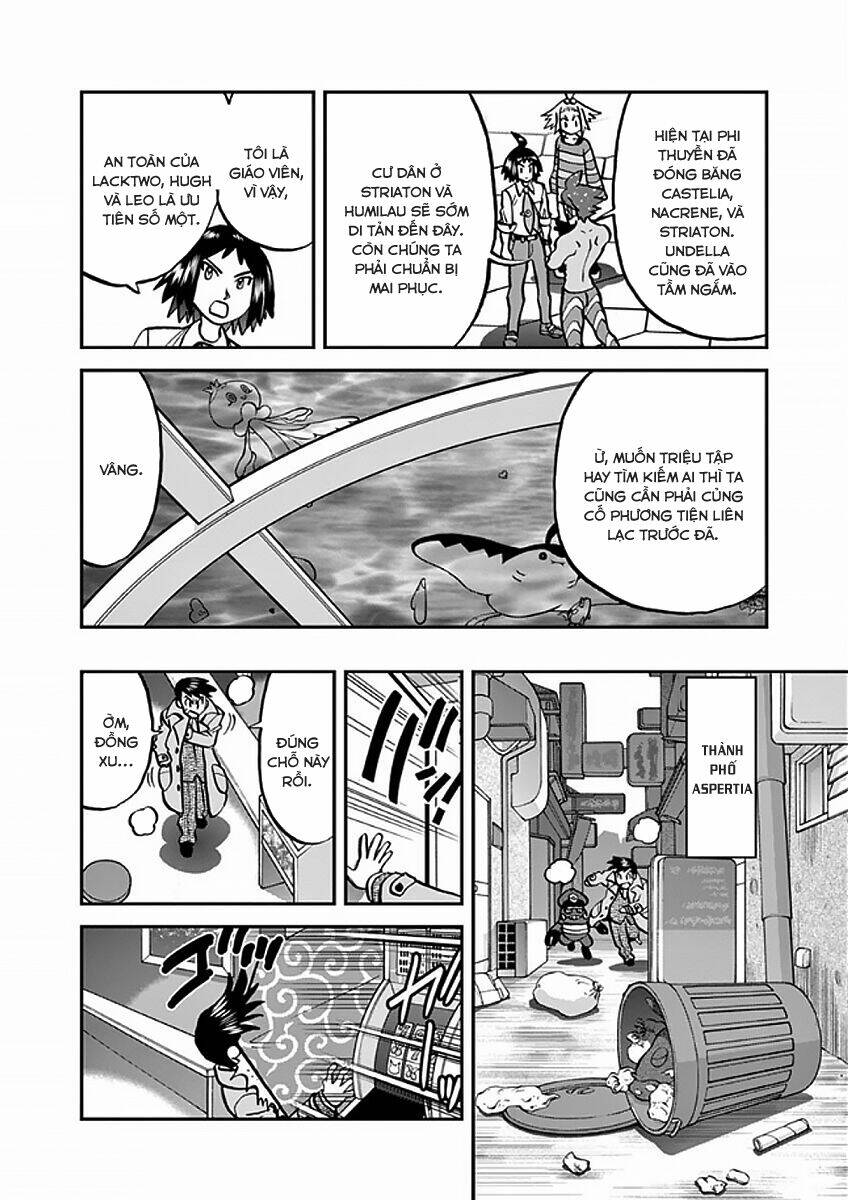 HIỆN TẠI PHI
THUYỀN ĐÃ
ĐÓNG BĂNG
CASTELIA,
NACRENE, VÀ
STRIATON.
UNDELLA
CŨNG ĐÃ VÀO
TẦM NGẮM.
CƯ DÂN Ở
STRIATON VÀ
HUMILAU SẼ SỚM
DI TẢN ĐẾN ĐÂY.
CÒN CHÚNG TA
PHẢI CHUẨN BỊ
MAI PHỤC.
TÔI LÀ
GIÁO VIÊN,
VÌ VẬY,
AN TOÀN CỦA
LACKTWO, HUGH
VÀ LEO LÀ ƯU
TIÊN SỐ MỘT.
Ừ, MUỐN TRIỆU TẬP
HAY TÌM KIẾM AI THÌ TA
CŨNG CẦN PHẢI CỦNG
CỐ PHƯƠNG TIỆN LIÊN
LẠC TRƯỚC ĐÃ.
VÂNG.
THÀNH
PHỐ
ASPERTIA
ĐÚNG
CHỖ NÀY
RỒI.
ỜM,
ĐỒNG
XU...